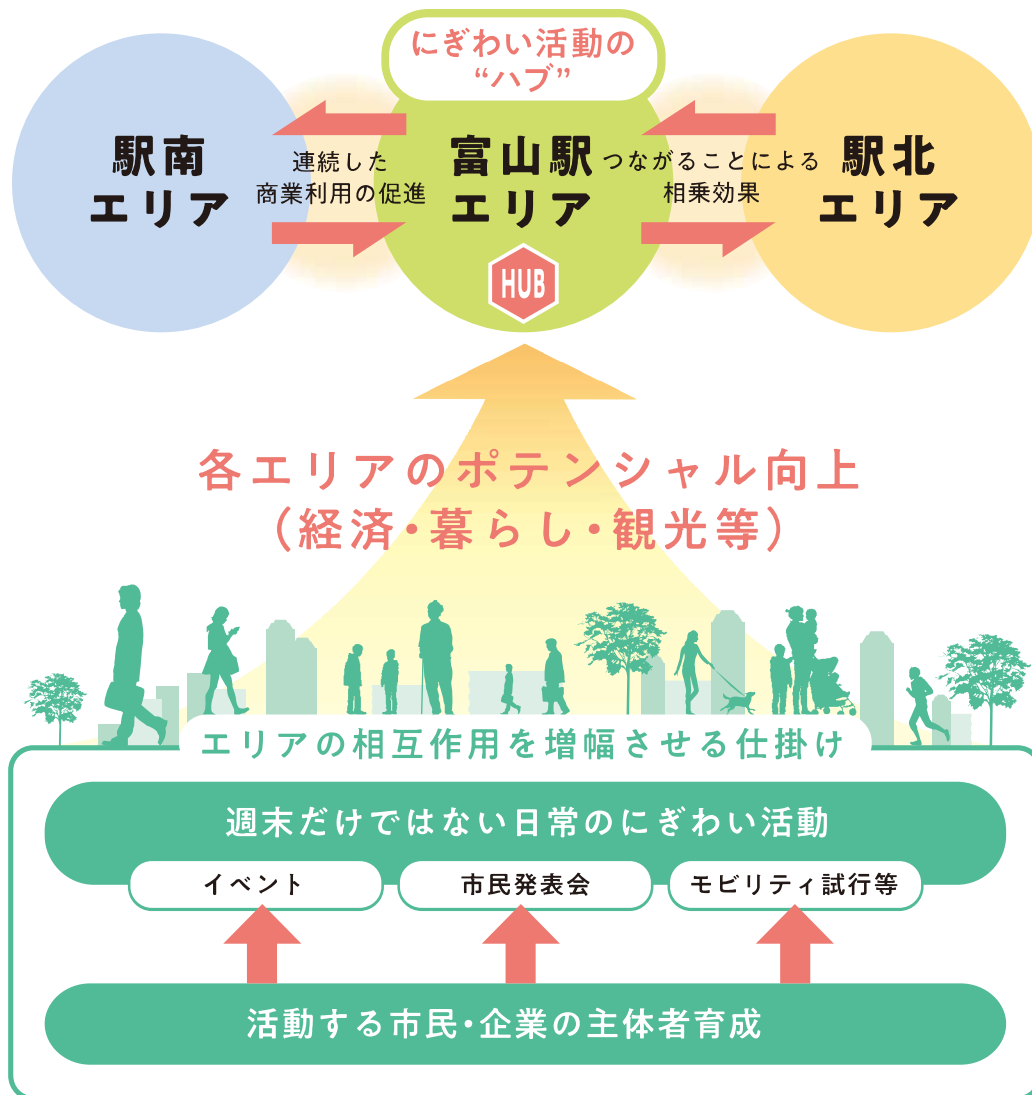 にぎわい活動の
“ハブ”
駅南
エリア
連続した
商業利用の促進
富山駅
エリア
つながることによる
相乗効果
駅北
エリア
HUB
各エリアのポテンシャル向上
（経済・暮らし・観光等）
エリアの相互作用を増幅させる仕掛け
週末だけではない日常のにぎわい活動
イベント
市民発表会
モビリティ試行等
活動する市民・企業の主体者育成